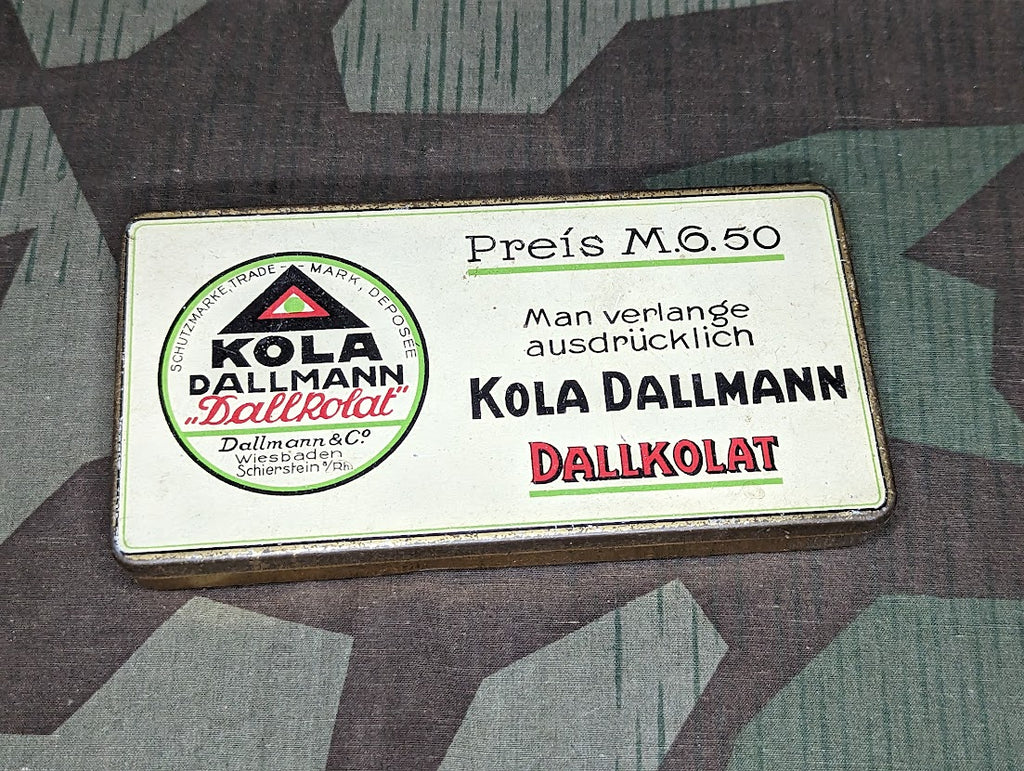 SCHUTZMARKE, TRADE - - MARK, DEPOSÉE
KOLA
DALLMANN
„Dallkolat“
Dallmann & Co
Wiesbaden
Schierstein a/Rh.
Preis M.6.50
Man verlange
ausdrücklich
KOLA DALLMANN
DALLKOLAT